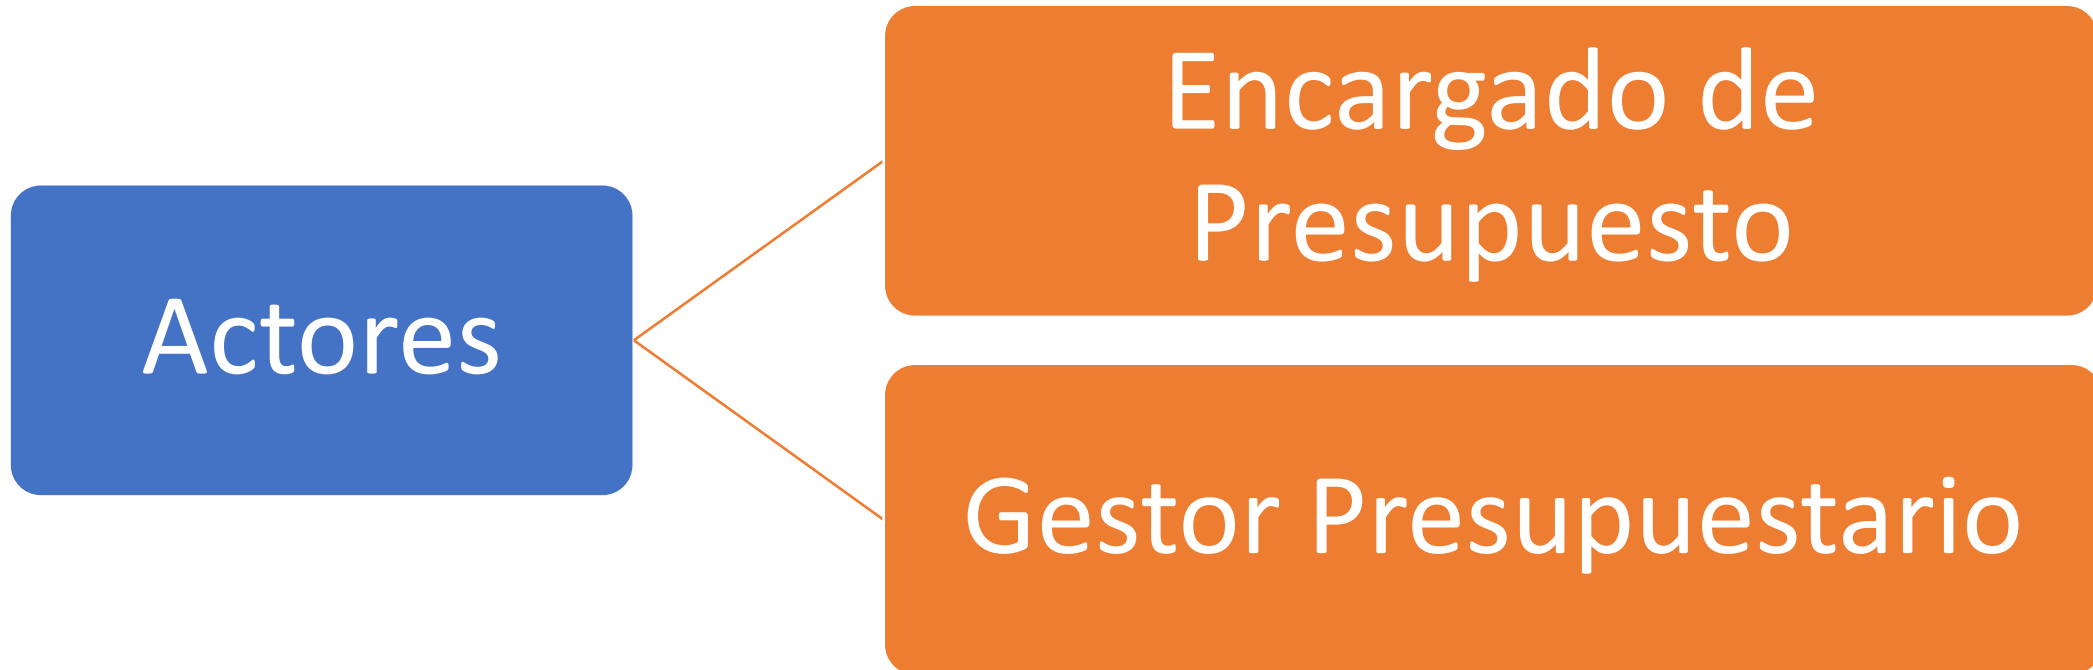 Actores
Encargado de
Presupuesto
Gestor Presupuestario